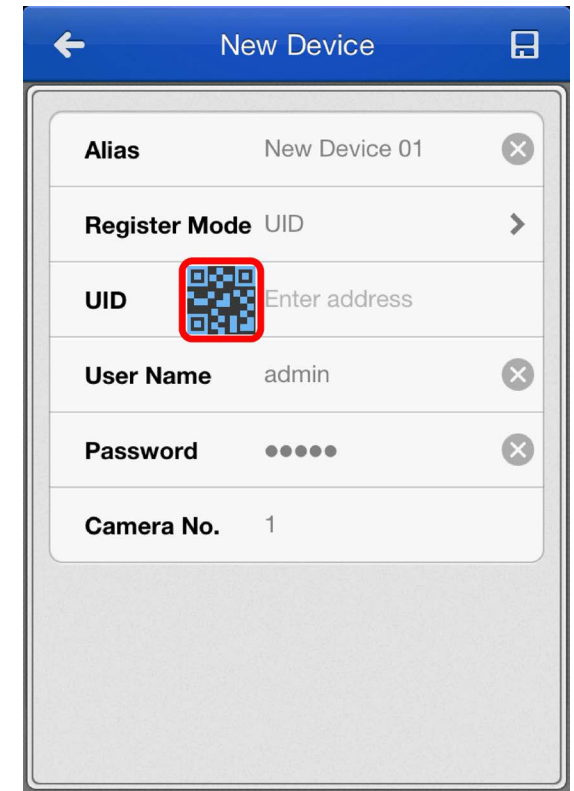 New Device
Alias New Device 01
Register Mode UID
UID Enter address
User Name admin
Password •••••
Camera No. 1